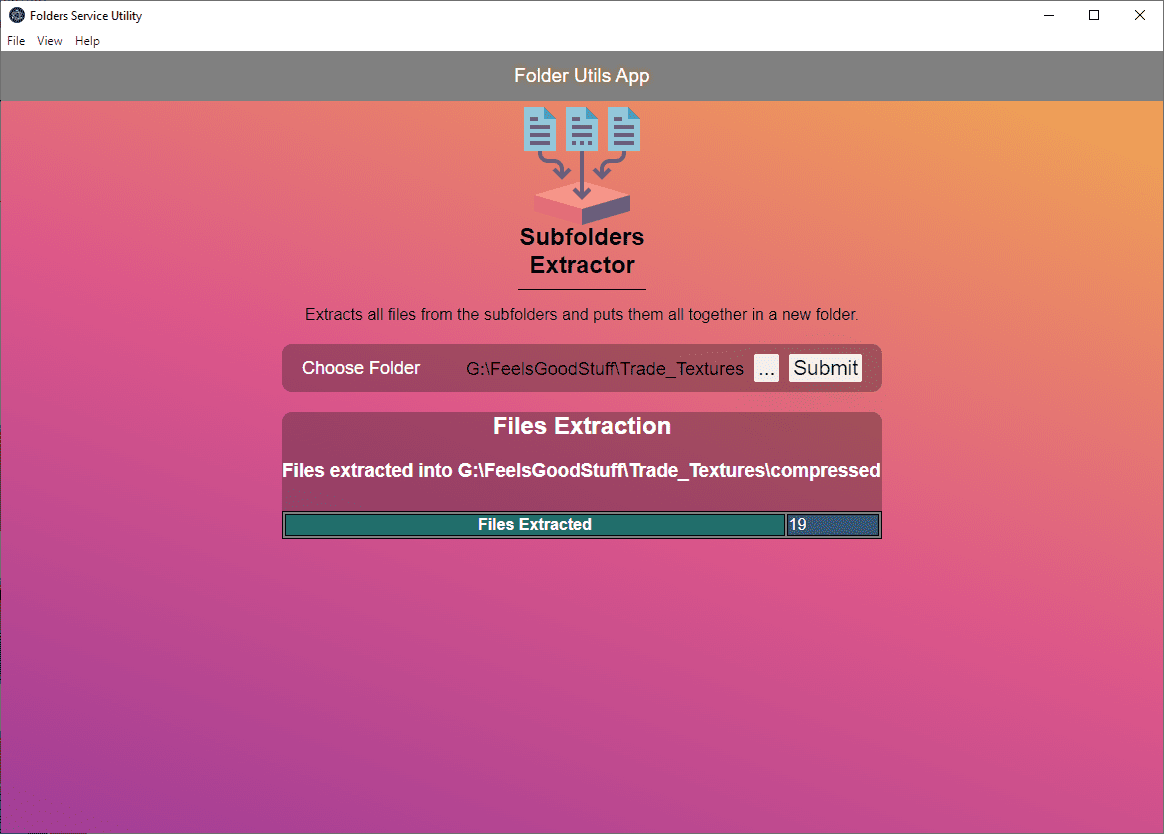 Folders Service Utility
File View Help
Folder Utils App
Subfolders
Extractor
Extracts all files from the subfolders and puts them all together in a new folder.
Choose Folder G:\FeelsGoodStuff\Trade_Textures ... Submit
Files Extraction
Files extracted into G:\FeelsGoodStuff\Trade_Textures\compressed
Files Extracted 19